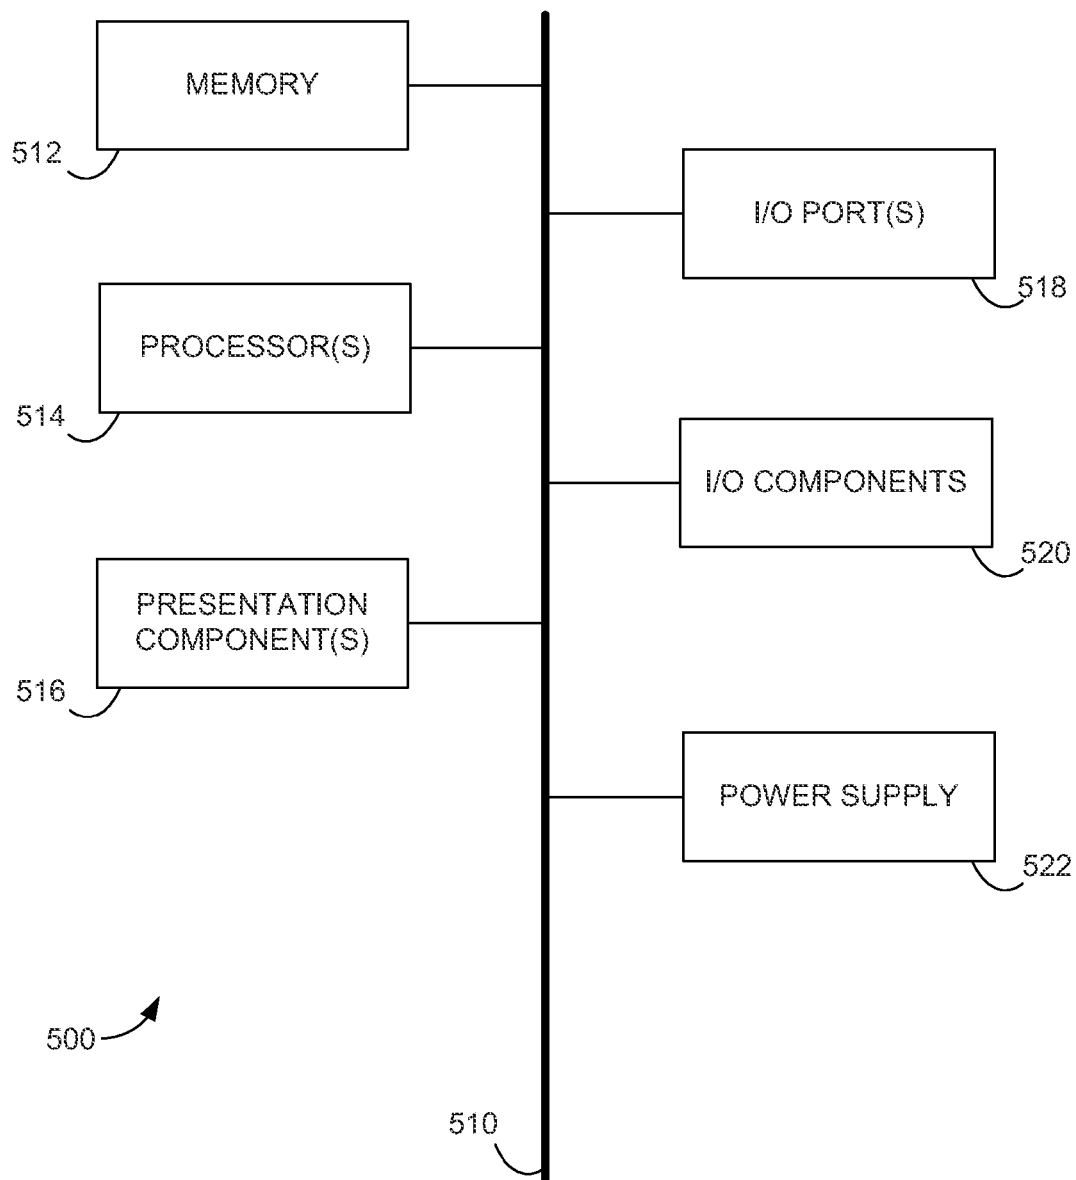 MEMORY
512
I/O PORT(S)
518
PROCESSOR(S)
514
I/O COMPONENTS
520
PRESENTATION
COMPONENT(S)
516
POWER SUPPLY
522
500
510